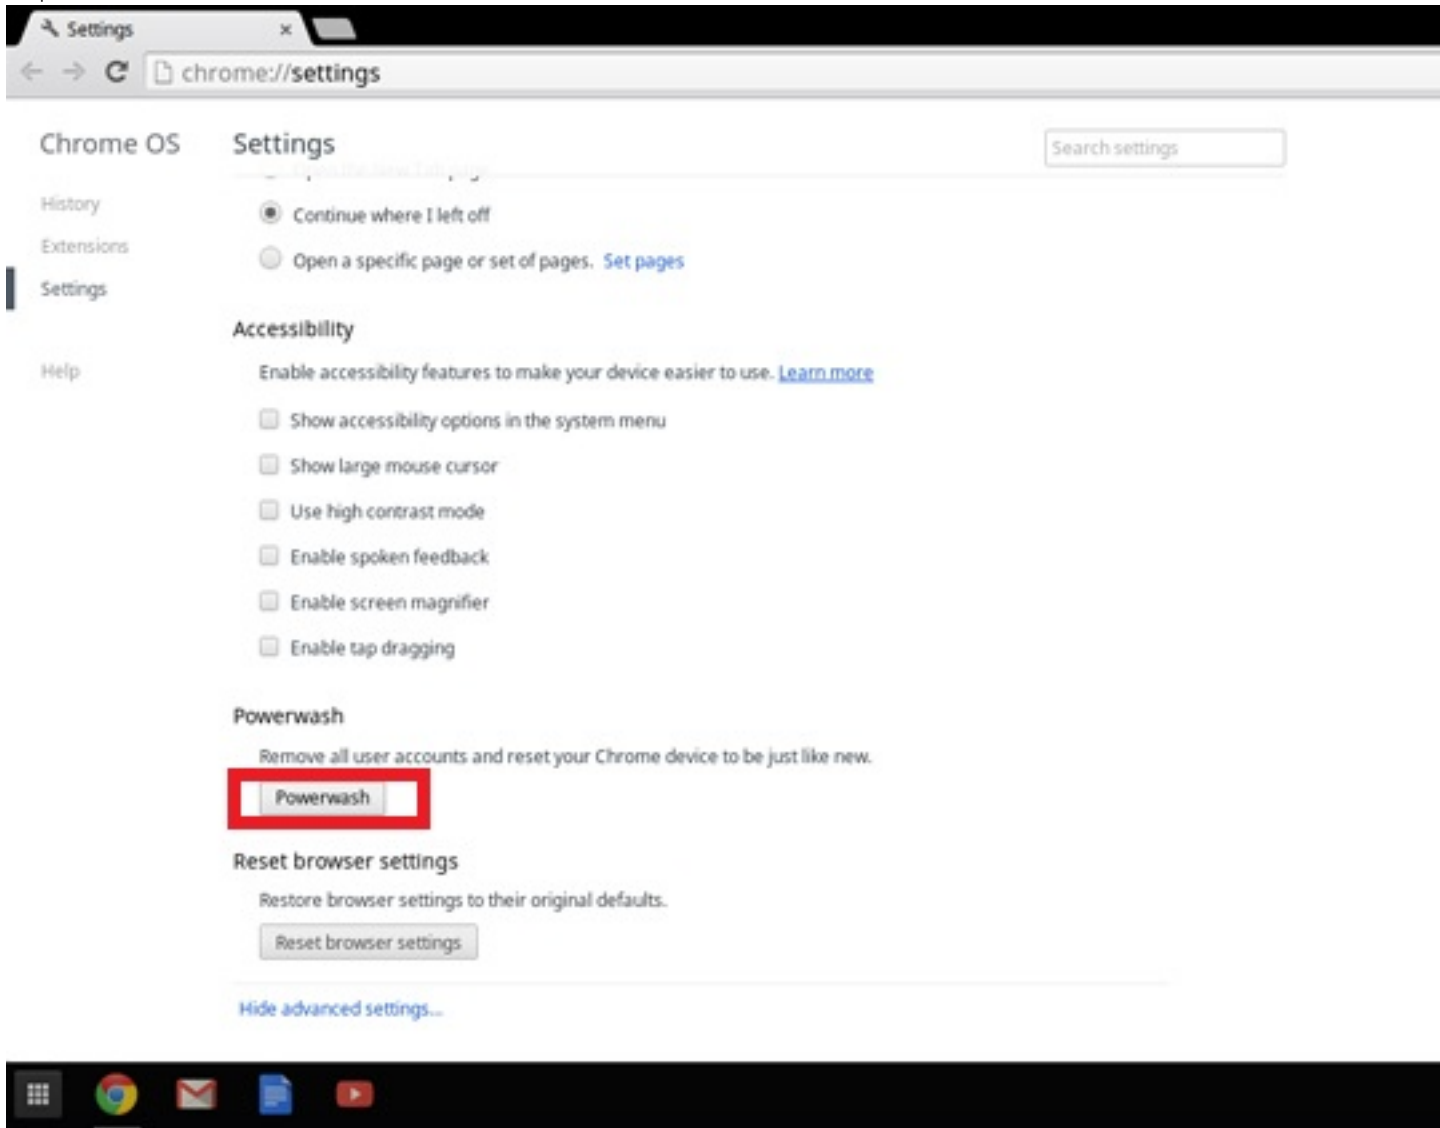 Settings
chrome://settings
Chrome OS
Settings
Search settings
History
Continue where I left off
Extensions
Open a specific page or set of pages. Set pages
Settings
Accessibility
Help
Enable accessibility features to make your device easier to use. Learn more
Show accessibility options in the system menu
Show large mouse cursor
Use high contrast mode
Enable spoken feedback
Enable screen magnifier
Enable tap dragging
Powerwash
Remove all user accounts and reset your Chrome device to be just like new.
Powerwash
Reset browser settings
Restore browser settings to their original defaults.
Reset browser settings
Hide advanced settings...